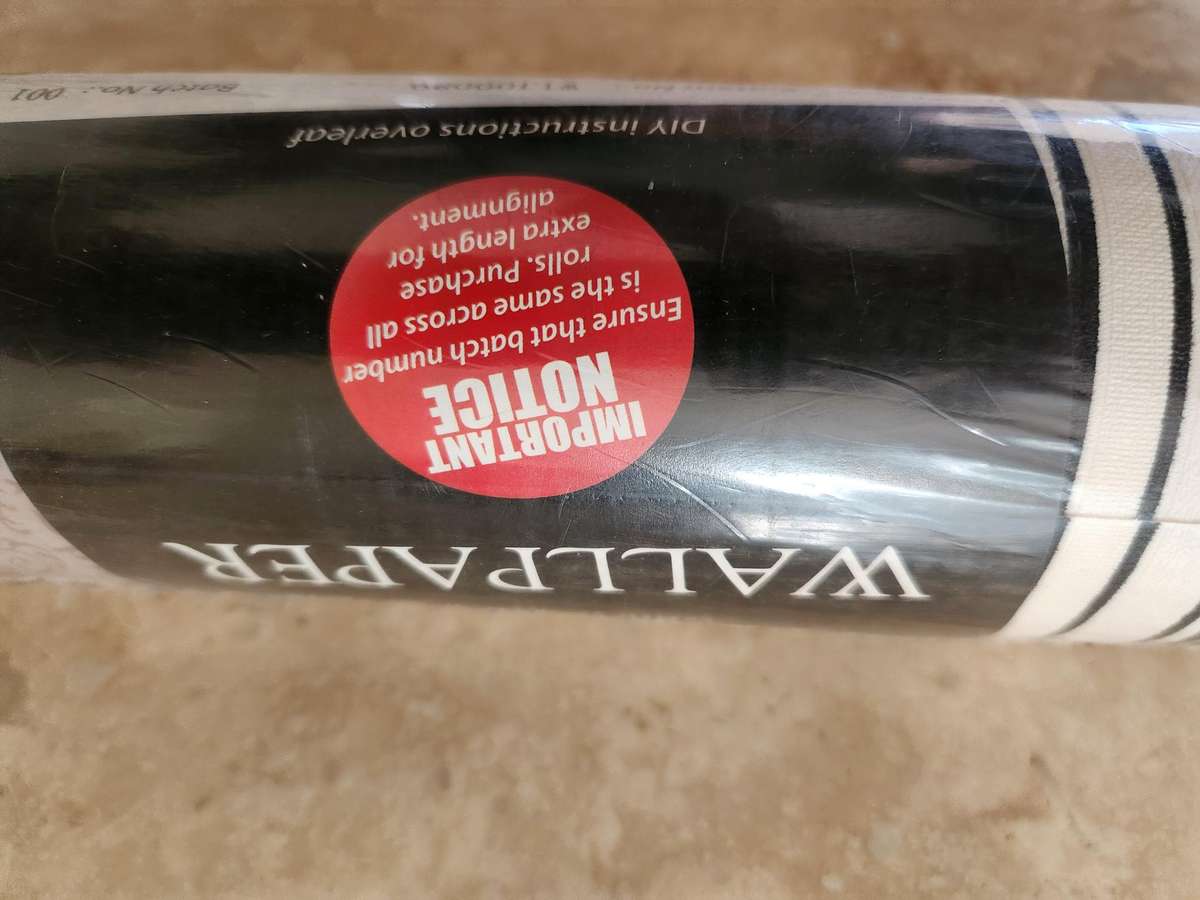 WALLPAPER
IMPORTANT
NOTICE
Ensure that batch number
is the same across all
rolls. Purchase
extra length for
alignment.
DIY instructions overleaf
Batch No.: 001